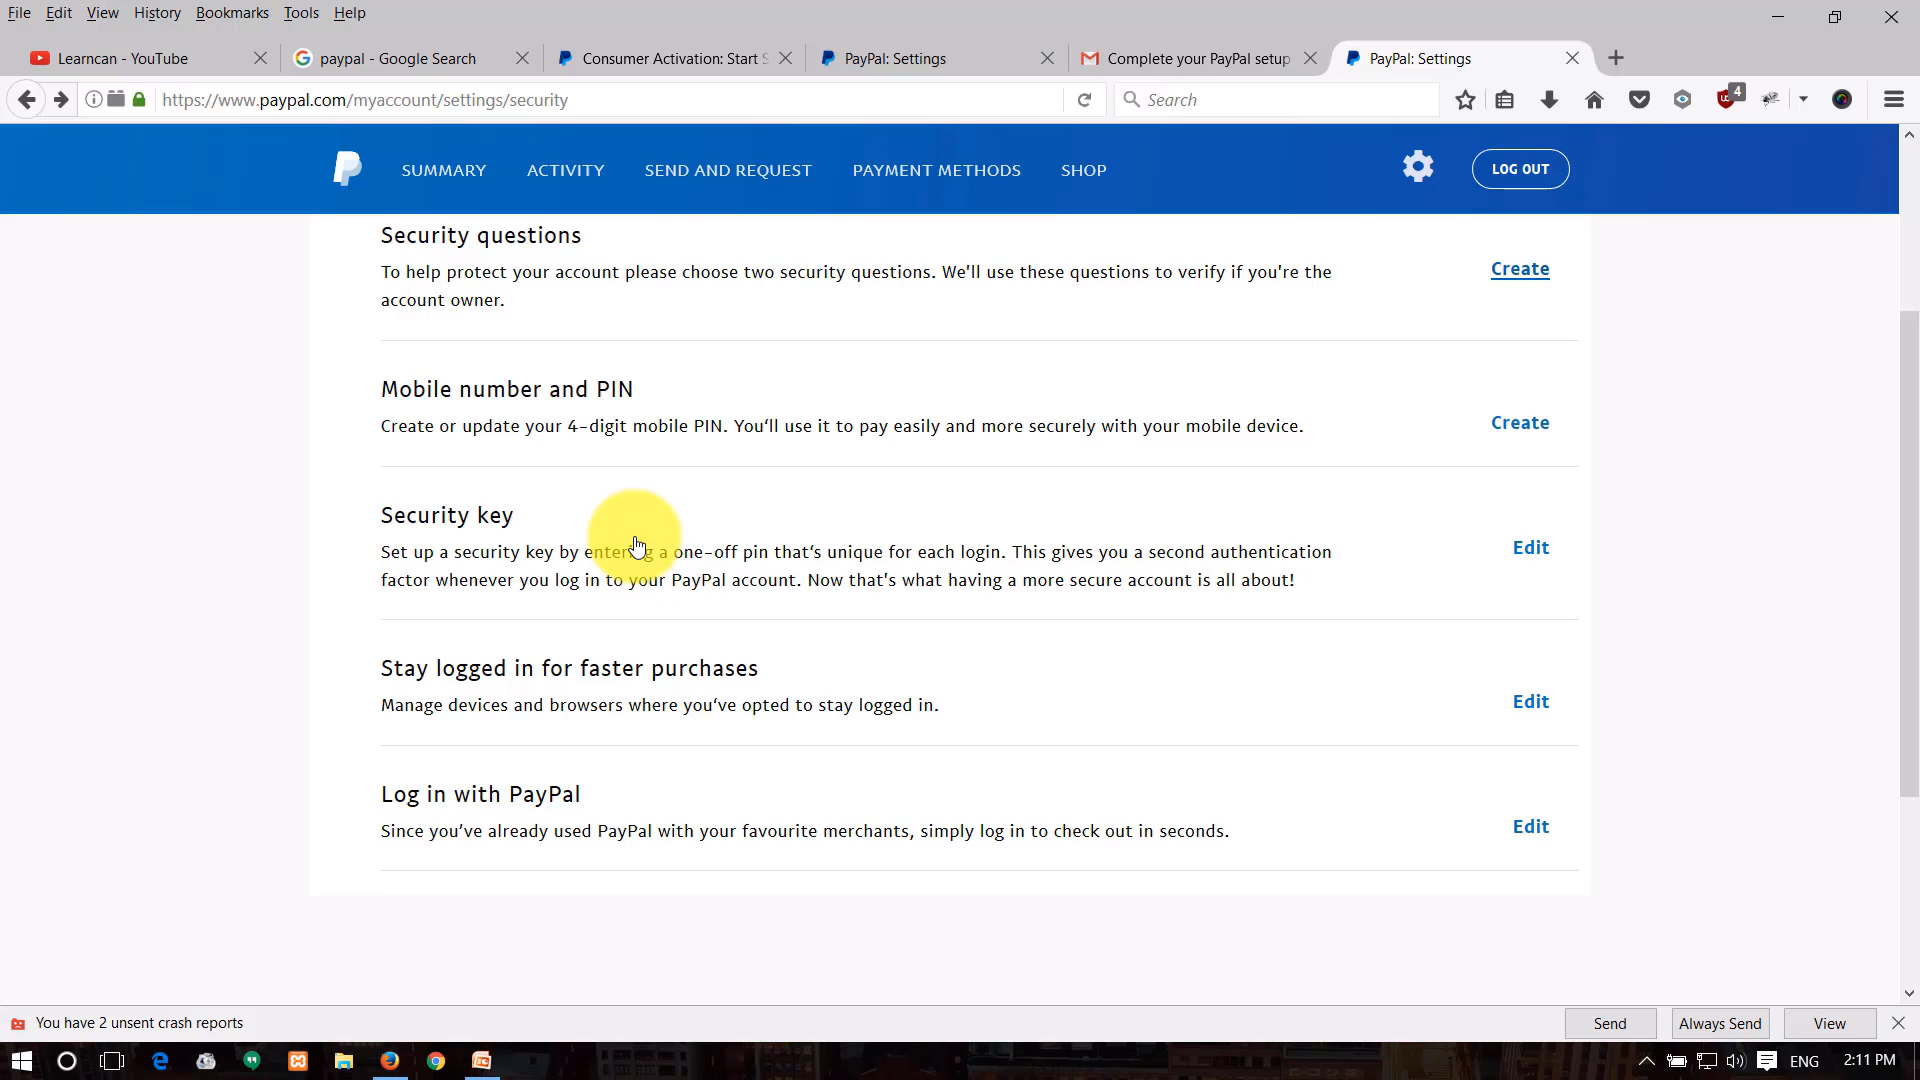 File Edit View History Bookmarks Tools Help
Learncan - YouTube
paypal - Google Search
Consumer Activation: Start S
PayPal: Settings
Complete your PayPal setup
PayPal: Settings
https://www.paypal.com/myaccount/settings/security
Search
4
SUMMARY ACTIVITY SEND AND REQUEST PAYMENT METHODS SHOP
LOG OUT
Security questions
To help protect your account please choose two security questions. We'll use these questions to verify if you're the
account owner.
Create
Mobile number and PIN
Create or update your 4-digit mobile PIN. You'll use it to pay easily and more securely with your mobile device.
Create
Security key
Set up a security key by entering a one-off pin that's unique for each login. This gives you a second authentication
factor whenever you log in to your PayPal account. Now that's what having a more secure account is all about!
Edit
Stay logged in for faster purchases
Manage devices and browsers where you've opted to stay logged in.
Edit
Log in with PayPal
Since you've already used PayPal with your favourite merchants, simply log in to check out in seconds.
Edit
You have 2 unsent crash reports
Send
Always Send
View
ENG
2:11 PM